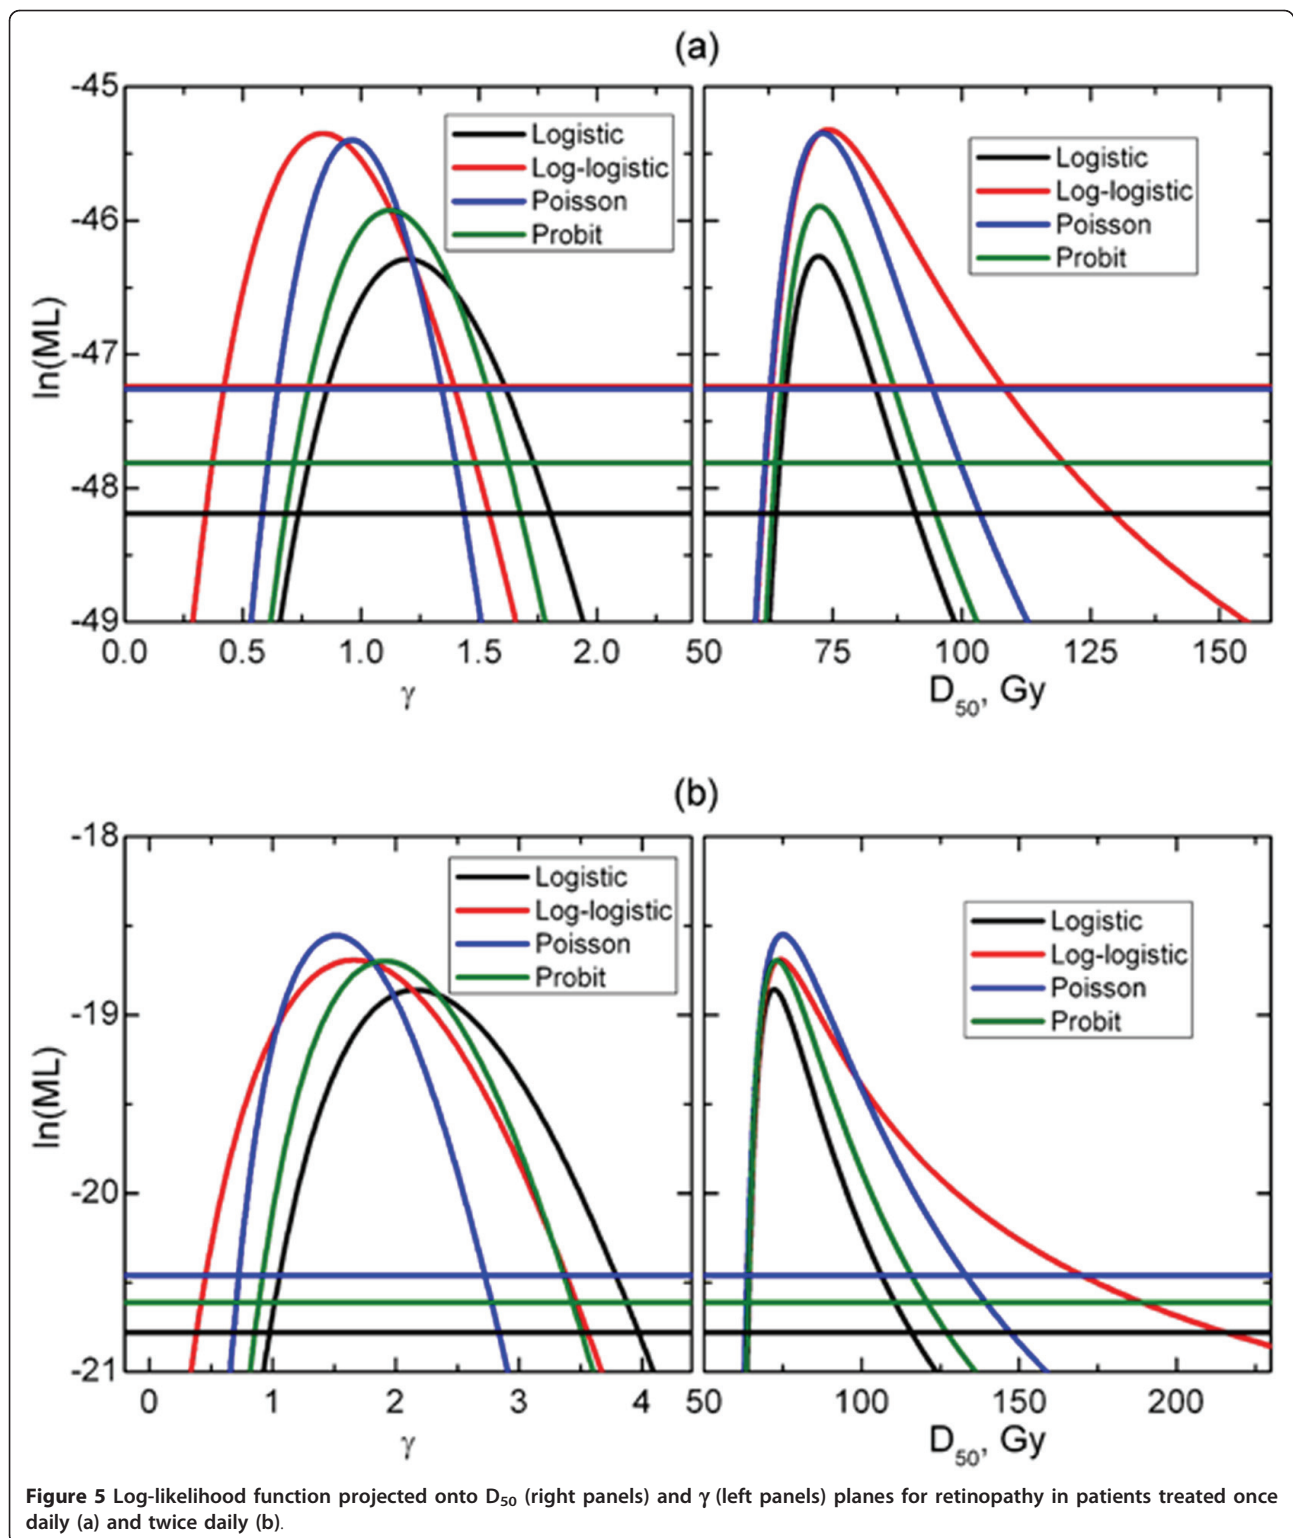 (a)
-45
-46
-47
-48
-49
ln(ML)
Logistic
Log-logistic
Poisson
Probit
0.0 0.5 1.0 1.5 2.0
γ
Logistic
Log-logistic
Poisson
Probit
50 75 100 125 150
D₅₀, Gy
(b)
-18
-19
-20
-21
ln(ML)
Logistic
Log-logistic
Poisson
Probit
0 1 2 3 4
γ
Logistic
Log-logistic
Poisson
Probit
50 100 150 200
D₅₀, Gy
Figure 5 Log-likelihood function projected onto D₅₀ (right panels) and γ (left panels) planes for retinopathy in patients treated once
daily (a) and twice daily (b).